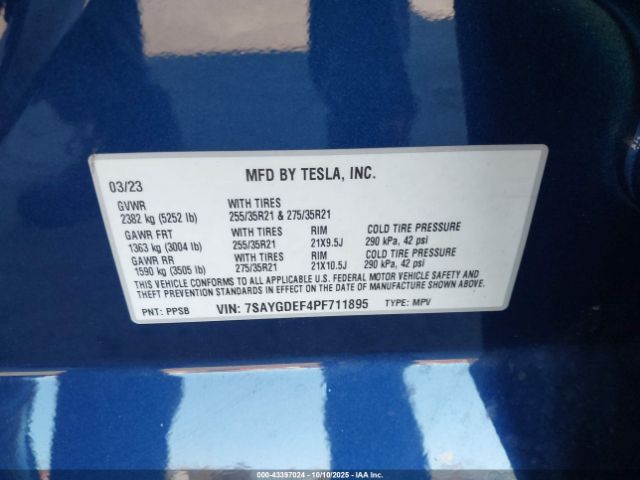 MFD BY TESLA, INC.
03/23
GVWR WITH TIRES
2382 kg (5252 lb) 255/35R21 & 275/35R21
GAWR FRT WITH TIRES RIM COLD TIRE PRESSURE
1363 kg (3004 lb) 255/35R21 21X9.5J 290 kPa, 42 psi
GAWR RR WITH TIRES RIM COLD TIRE PRESSURE
1590 kg (3505 lb) 275/35R21 21X10.5J 290 kPa, 42 psi
THIS VEHICLE CONFORMS TO ALL APPLICABLE U.S. FEDERAL MOTOR VEHICLE SAFETY AND
THEFT PREVENTION STANDARDS IN EFFECT ON THE DATE OF MANUFACTURE SHOWN ABOVE.
PNT: PPSB VIN: 7SAYGDEF4PF711895 TYPE: MPV
000-43397024 - 10/10/2025 - IAASC